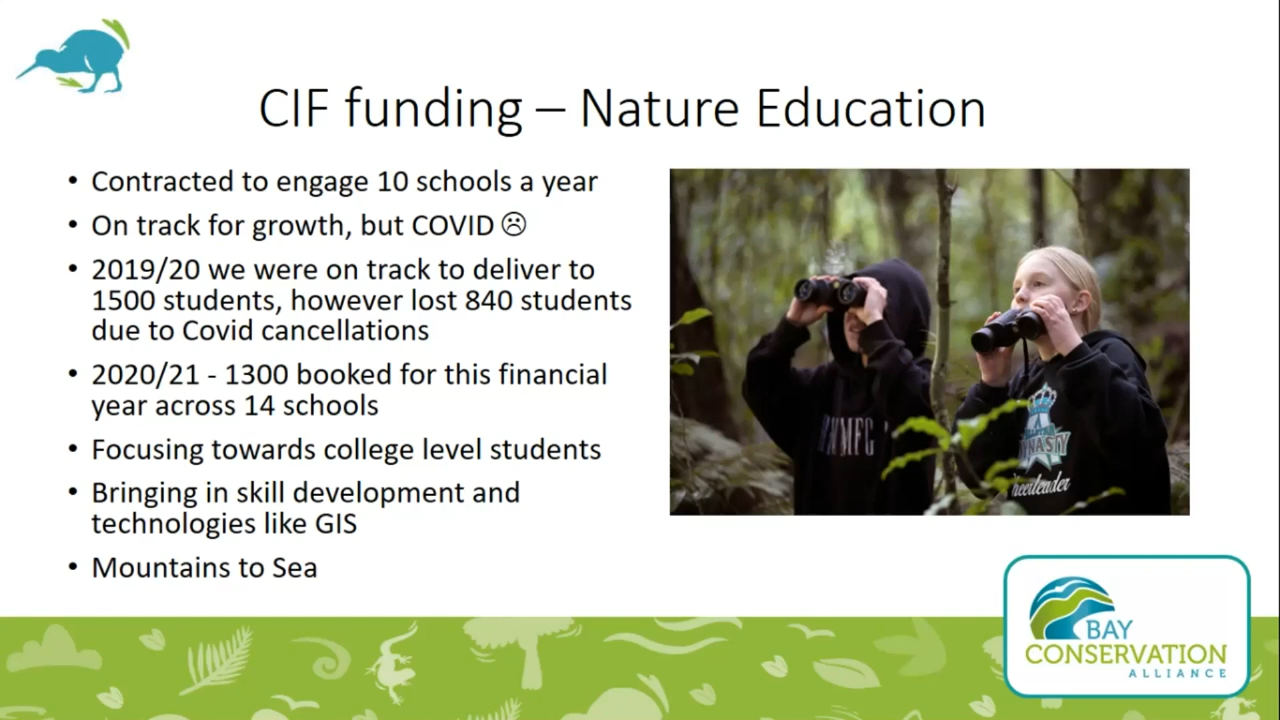 CIF funding – Nature Education
• Contracted to engage 10 schools a year
• On track for growth, but COVID ☹
• 2019/20 we were on track to deliver to
1500 students, however lost 840 students
due to Covid cancellations
• 2020/21 - 1300 booked for this financial
year across 14 schools
• Focusing towards college level students
• Bringing in skill development and
technologies like GIS
• Mountains to Sea
BAY
CONSERVATION
ALLIANCE